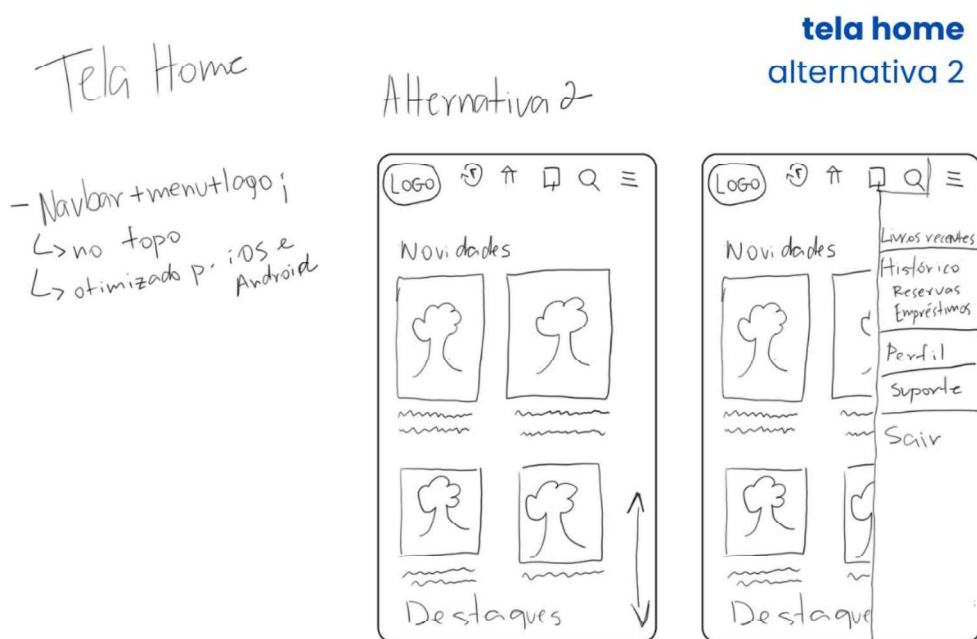 tela home
alternativa 2
Tela Home
Alternativa 2
- Navbar+menu+logo;
↳ no topo
↳ otimizado p. iOS e
Android
LOGO
Novidades
Destaques
LOGO
Livros recentes
Histórico
Reservas
Empréstimos
Novidades
Perfil
Suporte
Sair
Destaque